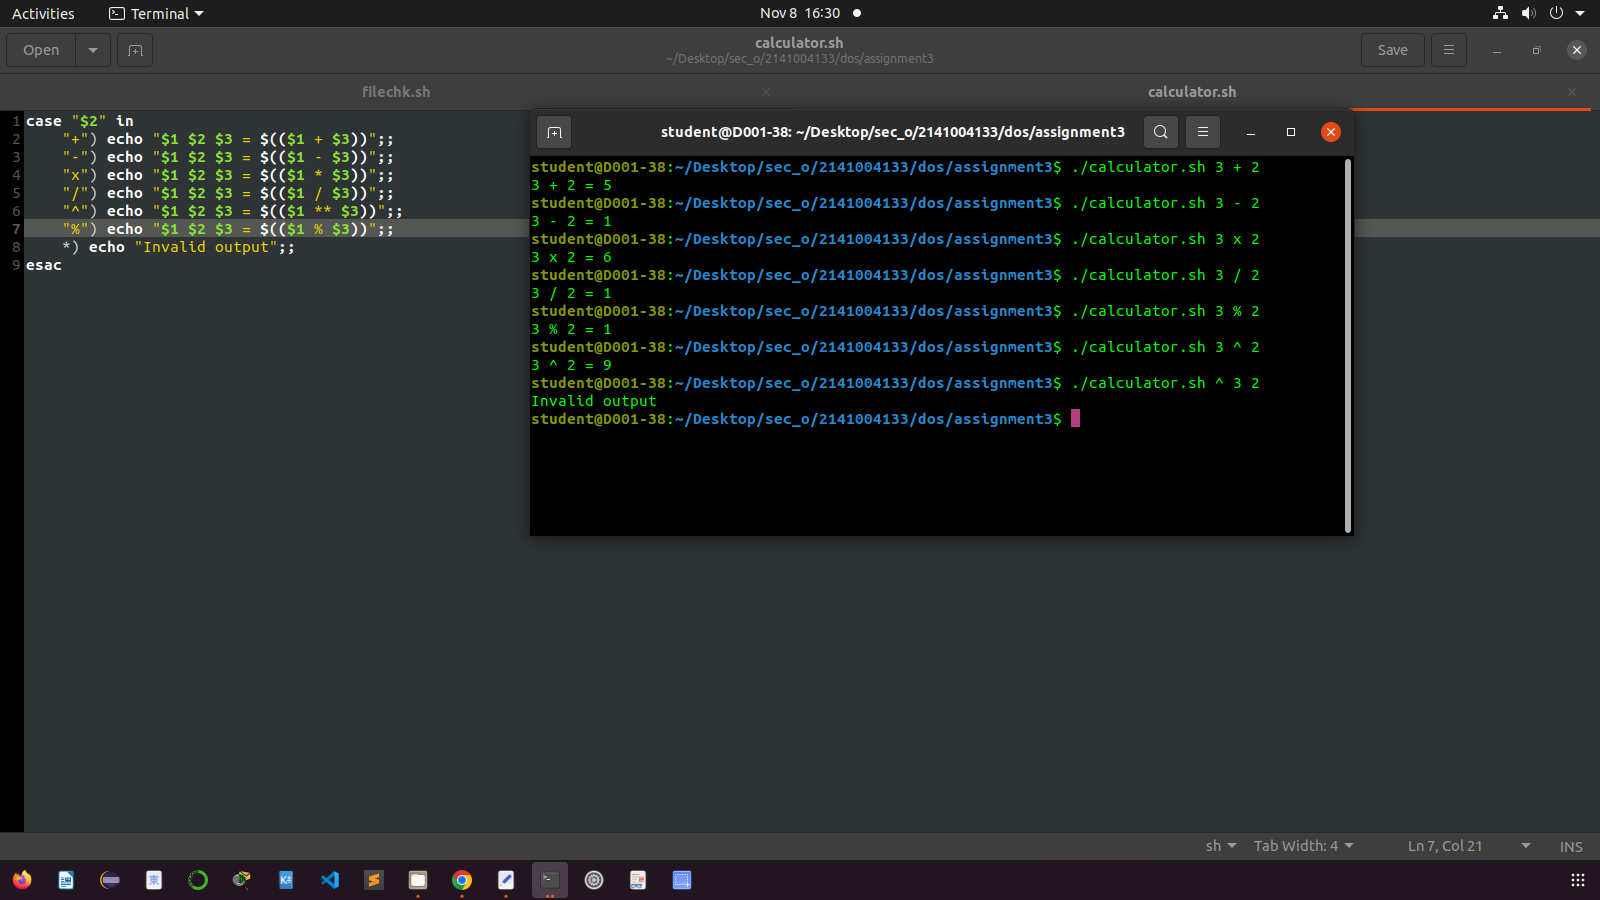 Activities Terminal Nov 8 16:30
Open calculator.sh Save
~/Desktop/sec_o/2141004133/dos/assignment3
filechk.sh calculator.sh
1 case "$2" in
2 "+") echo "$1 $2 $3 = $(($1 + $3))";;
3 "-") echo "$1 $2 $3 = $(($1 - $3))";;
4 "x") echo "$1 $2 $3 = $(($1 * $3))";;
5 "/") echo "$1 $2 $3 = $(($1 / $3))";;
6 "^") echo "$1 $2 $3 = $(($1 ** $3))";;
7 "%") echo "$1 $2 $3 = $(($1 % $3))";;
8 *) echo "Invalid output";;
9 esac
student@D001-38: ~/Desktop/sec_o/2141004133/dos/assignment3
student@D001-38:~/Desktop/sec_o/2141004133/dos/assignment3$ ./calculator.sh 3 + 2
3 + 2 = 5
student@D001-38:~/Desktop/sec_o/2141004133/dos/assignment3$ ./calculator.sh 3 - 2
3 - 2 = 1
student@D001-38:~/Desktop/sec_o/2141004133/dos/assignment3$ ./calculator.sh 3 x 2
3 x 2 = 6
student@D001-38:~/Desktop/sec_o/2141004133/dos/assignment3$ ./calculator.sh 3 / 2
3 / 2 = 1
student@D001-38:~/Desktop/sec_o/2141004133/dos/assignment3$ ./calculator.sh 3 % 2
3 % 2 = 1
student@D001-38:~/Desktop/sec_o/2141004133/dos/assignment3$ ./calculator.sh 3 ^ 2
3 ^ 2 = 9
student@D001-38:~/Desktop/sec_o/2141004133/dos/assignment3$ ./calculator.sh ^ 3 2
Invalid output
student@D001-38:~/Desktop/sec_o/2141004133/dos/assignment3$
sh Tab Width: 4 Ln 7, Col 21 INS